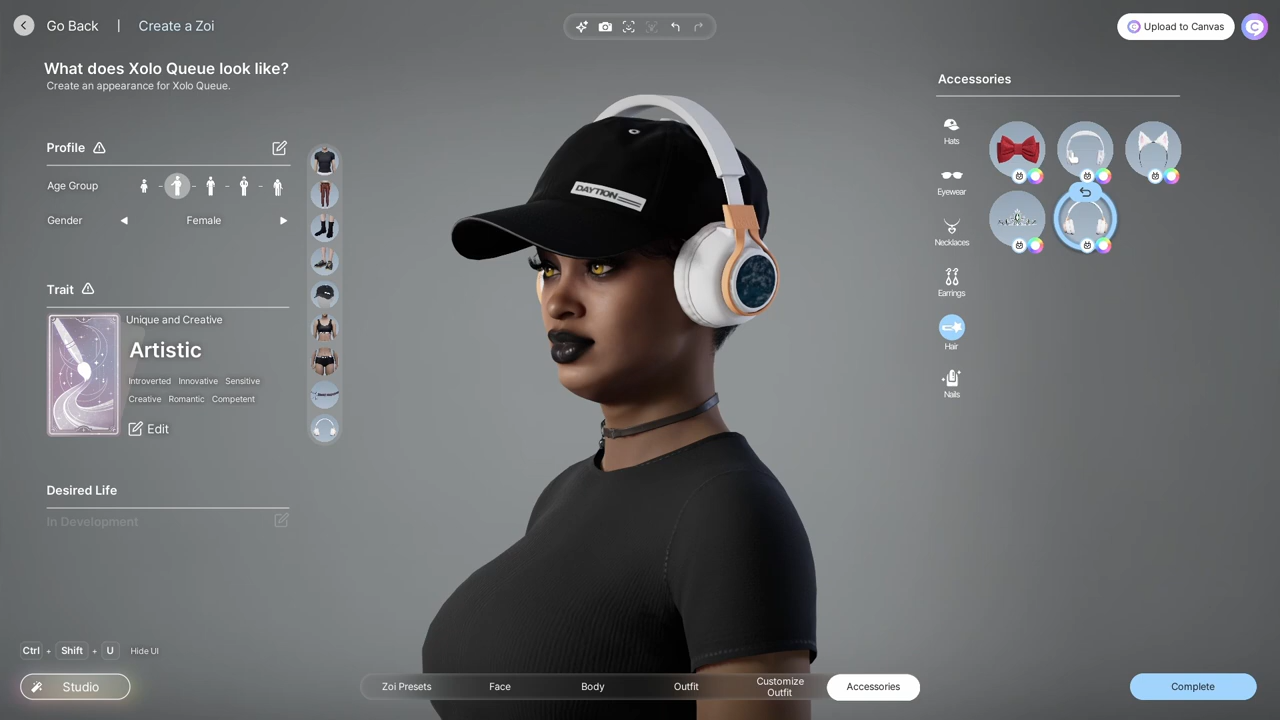 Go Back | Create a Zoi
Upload to Canvas
What does Xolo Queue look like?
Create an appearance for Xolo Queue.
Profile
Age Group
Gender
Female
Trait
Unique and Creative
Artistic
Introverted Innovative Sensitive
Creative Romantic Competent
Edit
Desired Life
In Development
Ctrl + Shift + U Hide UI
Studio
DAYTION
Accessories
Hats
Eyewear
Necklaces
Earrings
Hair
Nails
Zoi Presets
Face
Body
Outfit
Customize
Outfit
Accessories
Complete